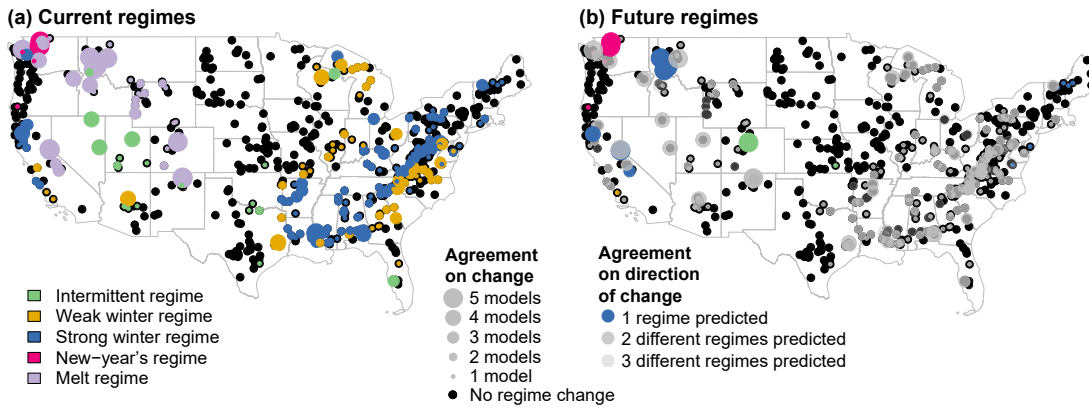 (a) Current regimes
(b) Future regimes
Intermittent regime
Weak winter regime
Strong winter regime
New−year's regime
Melt regime
Agreement
on change
5 models
4 models
3 models
2 models
1 model
No regime change
Agreement
on direction
of change
1 regime predicted
2 different regimes predicted
3 different regimes predicted